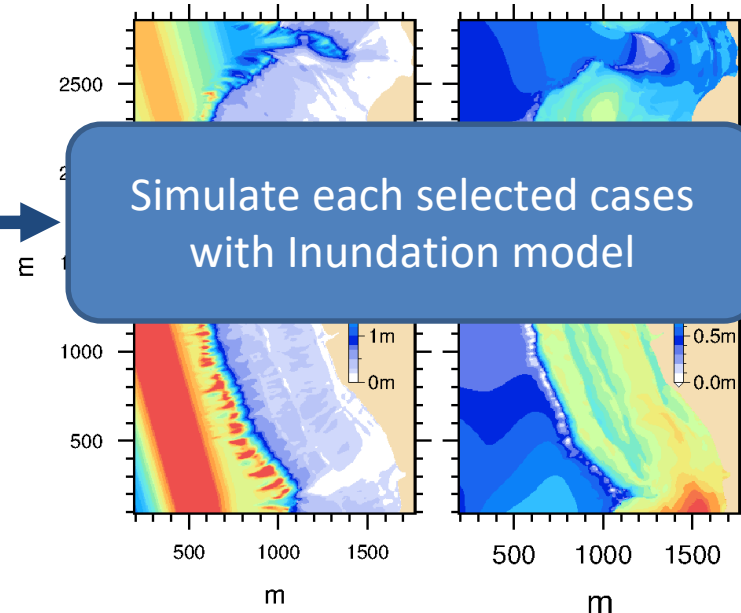 2500
Simulate each selected cases
with Inundation model
m
1m
0m
0.5m
0.0m
1000
500
500 1000 1500
500 1000 1500
m
m